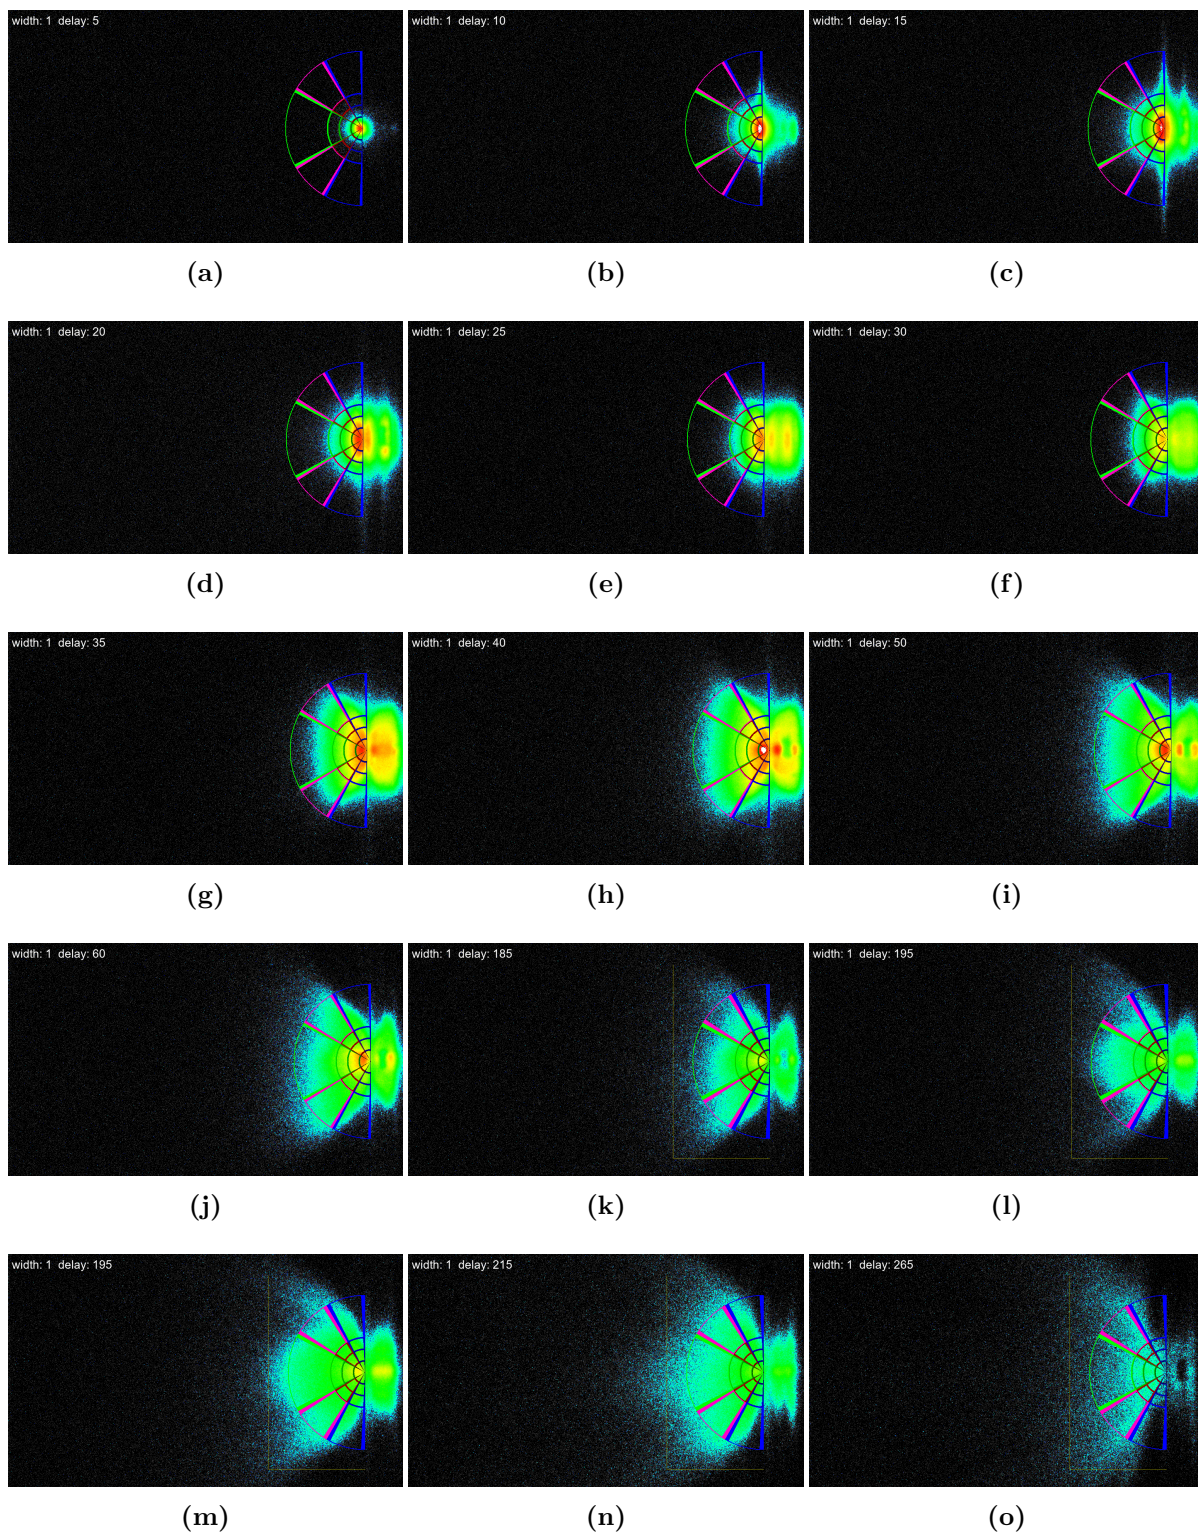 width: 1 delay: 5
width: 1 delay: 10
width: 1 delay: 15
(a)
(b)
(c)
width: 1 delay: 20
width: 1 delay: 25
width: 1 delay: 30
(d)
(e)
(f)
width: 1 delay: 35
width: 1 delay: 40
width: 1 delay: 50
(g)
(h)
(i)
width: 1 delay: 60
width: 1 delay: 185
width: 1 delay: 195
(j)
(k)
(l)
width: 1 delay: 195
width: 1 delay: 215
width: 1 delay: 265
(m)
(n)
(o)